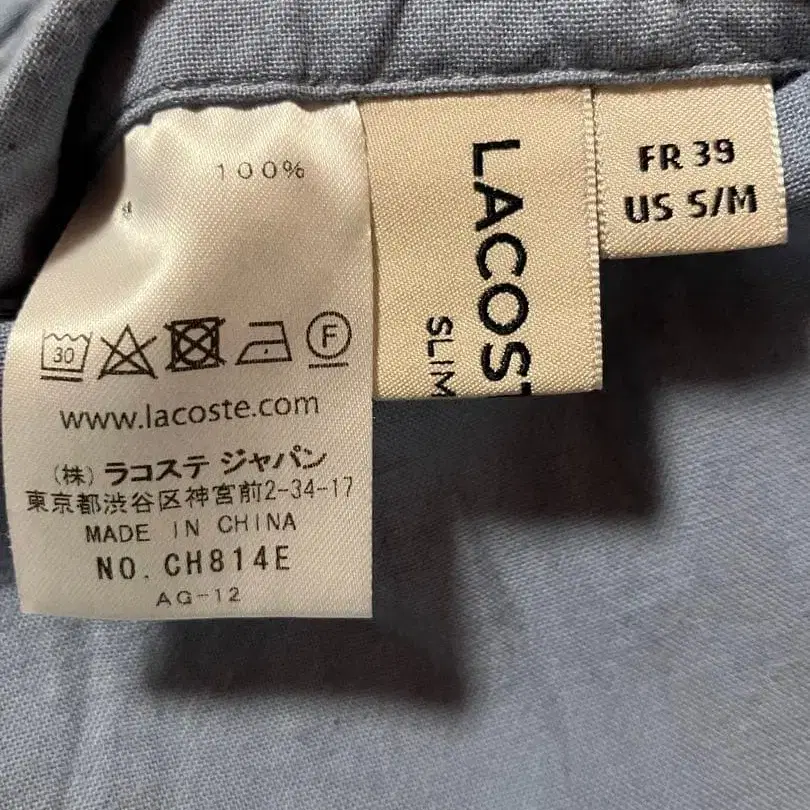 100%
30
F
www.lacoste.com
(株) ラコステ ジャパン
東京都渋谷区神宮前2-34-17
MADE IN CHINA
NO. CH814E
AG-12
LACOST
SLIM
FR 39
US S/M